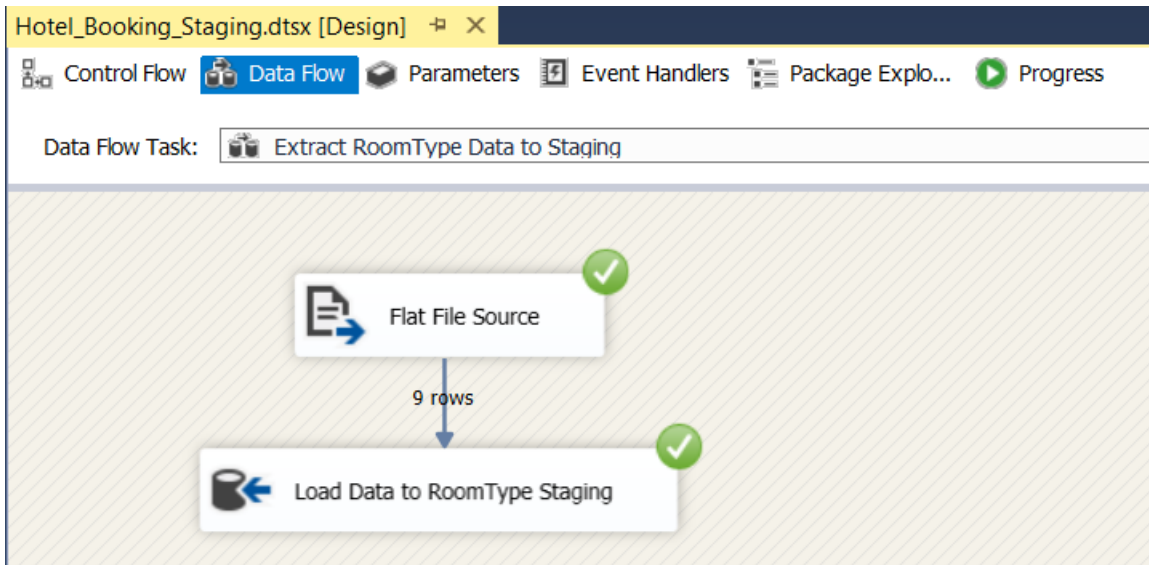 Hotel_Booking_Staging.dtsx [Design]
Control Flow Data Flow Parameters Event Handlers Package Explo... Progress
Data Flow Task: Extract RoomType Data to Staging
Flat File Source
9 rows
Load Data to RoomType Staging